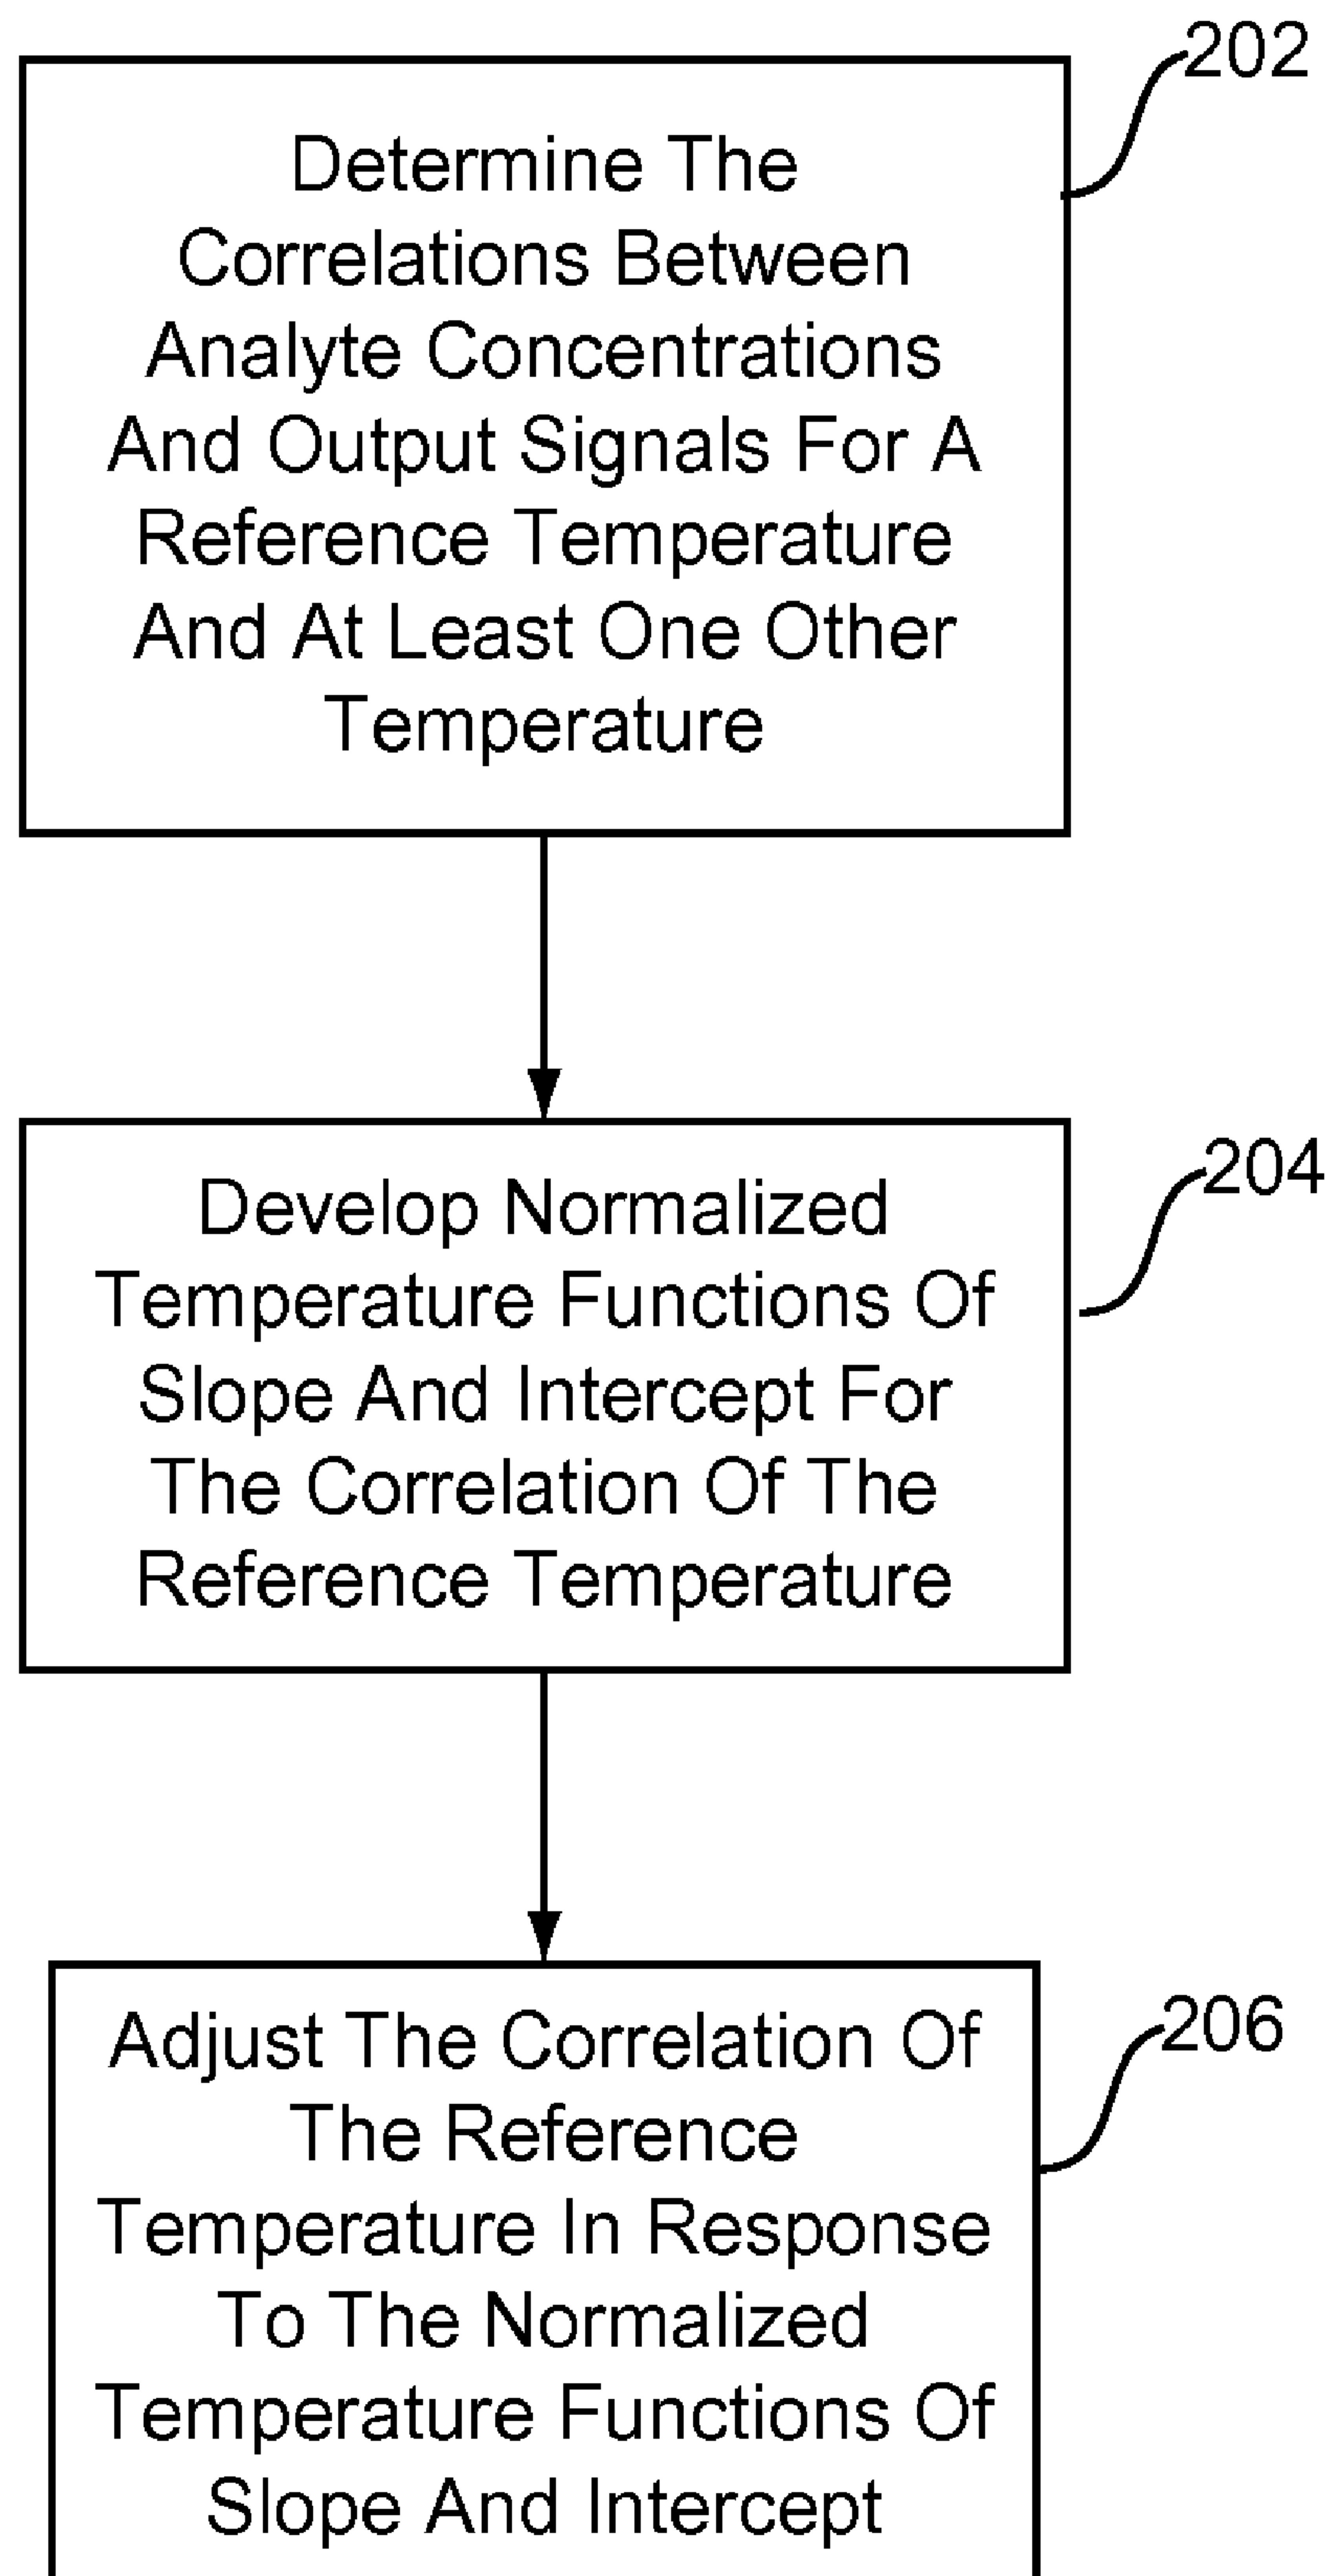 202
Determine The
Correlations Between
Analyte Concentrations
And Output Signals For A
Reference Temperature
And At Least One Other
Temperature
204
Develop Normalized
Temperature Functions Of
Slope And Intercept For
The Correlation Of The
Reference Temperature
206
Adjust The Correlation Of
The Reference
Temperature In Response
To The Normalized
Temperature Functions Of
Slope And Intercept